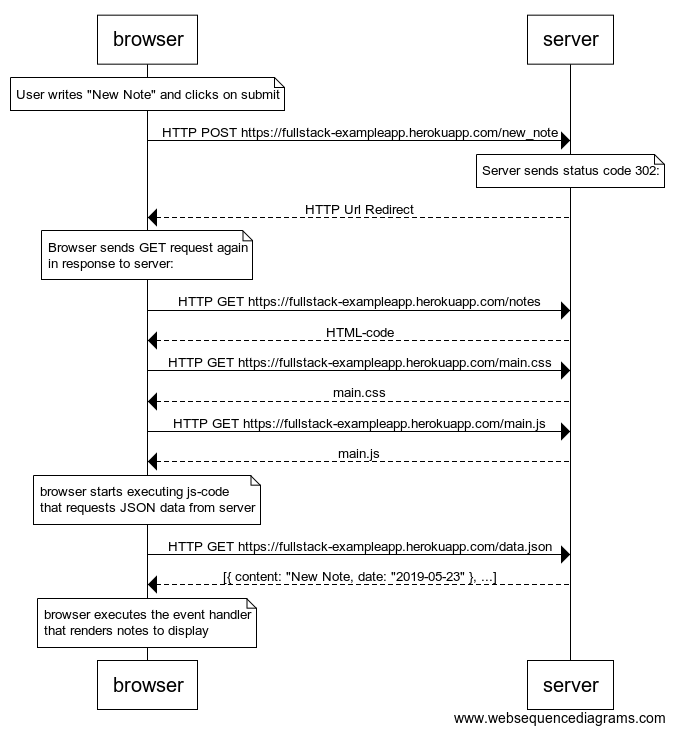 browser
server
User writes "New Note" and clicks on submit
HTTP POST https://fullstack-exampleapp.herokuapp.com/new_note
Server sends status code 302:
HTTP Url Redirect
Browser sends GET request again
in response to server:
HTTP GET https://fullstack-exampleapp.herokuapp.com/notes
HTML-code
HTTP GET https://fullstack-exampleapp.herokuapp.com/main.css
main.css
HTTP GET https://fullstack-exampleapp.herokuapp.com/main.js
main.js
browser starts executing js-code
that requests JSON data from server
HTTP GET https://fullstack-exampleapp.herokuapp.com/data.json
[{ content: "New Note, date: "2019-05-23" }, ...]
browser executes the event handler
that renders notes to display
browser
server
www.websequencediagrams.com